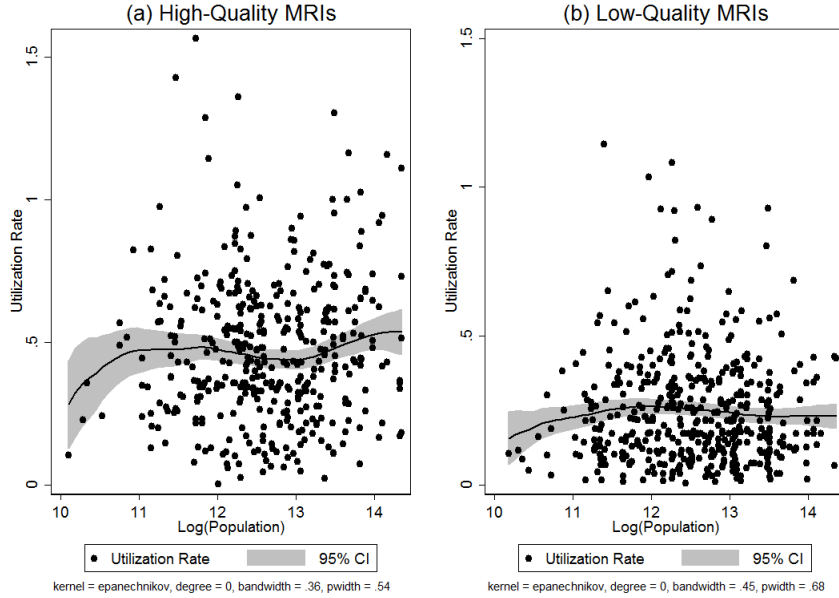 (a) High-Quality MRIs
1.5
1
.5
0
Utilization Rate
10 11 12 13 14
Log(Population)
Utilization Rate 95% CI
kernel = epanechnikov, degree = 0, bandwidth = .36, pwidth = .54
(b) Low-Quality MRIs
1.5
1
.5
0
Utilization Rate
10 11 12 13 14
Log(Population)
Utilization Rate 95% CI
kernel = epanechnikov, degree = 0, bandwidth = .45, pwidth = .68